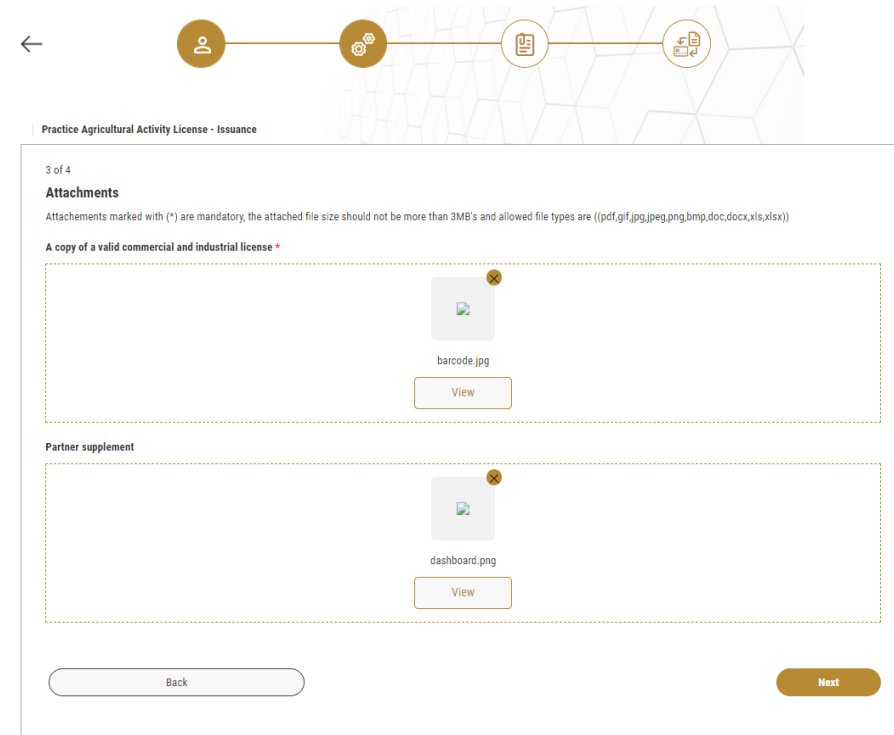 Practice Agricultural Activity License - Issuance
3 of 4
Attachments
Attachements marked with (*) are mandatory, the attached file size should not be more than 3MB's and allowed file types are ((pdf,gif,jpg,jpeg,png,bmp,doc,docx,xls,xlsx))
A copy of a valid commercial and industrial license *
barcode.jpg
View
Partner supplement
dashboard.png
View
Back
Next